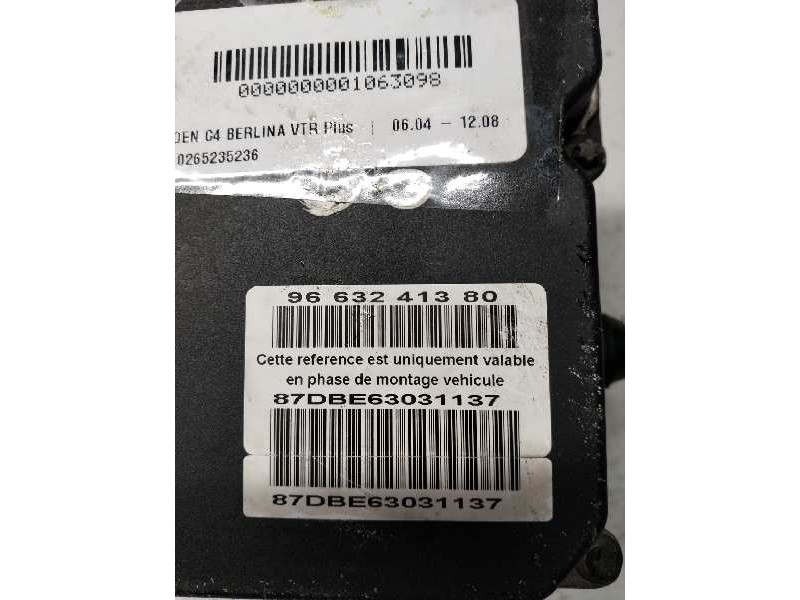 0000000001063098
C4 BERLINA VTR Plus | 06.04 – 12.08
0265235236
96 632 413 80
Cette reference est uniquement valable
en phase de montage vehicule
87DBE63031137
87DBE63031137